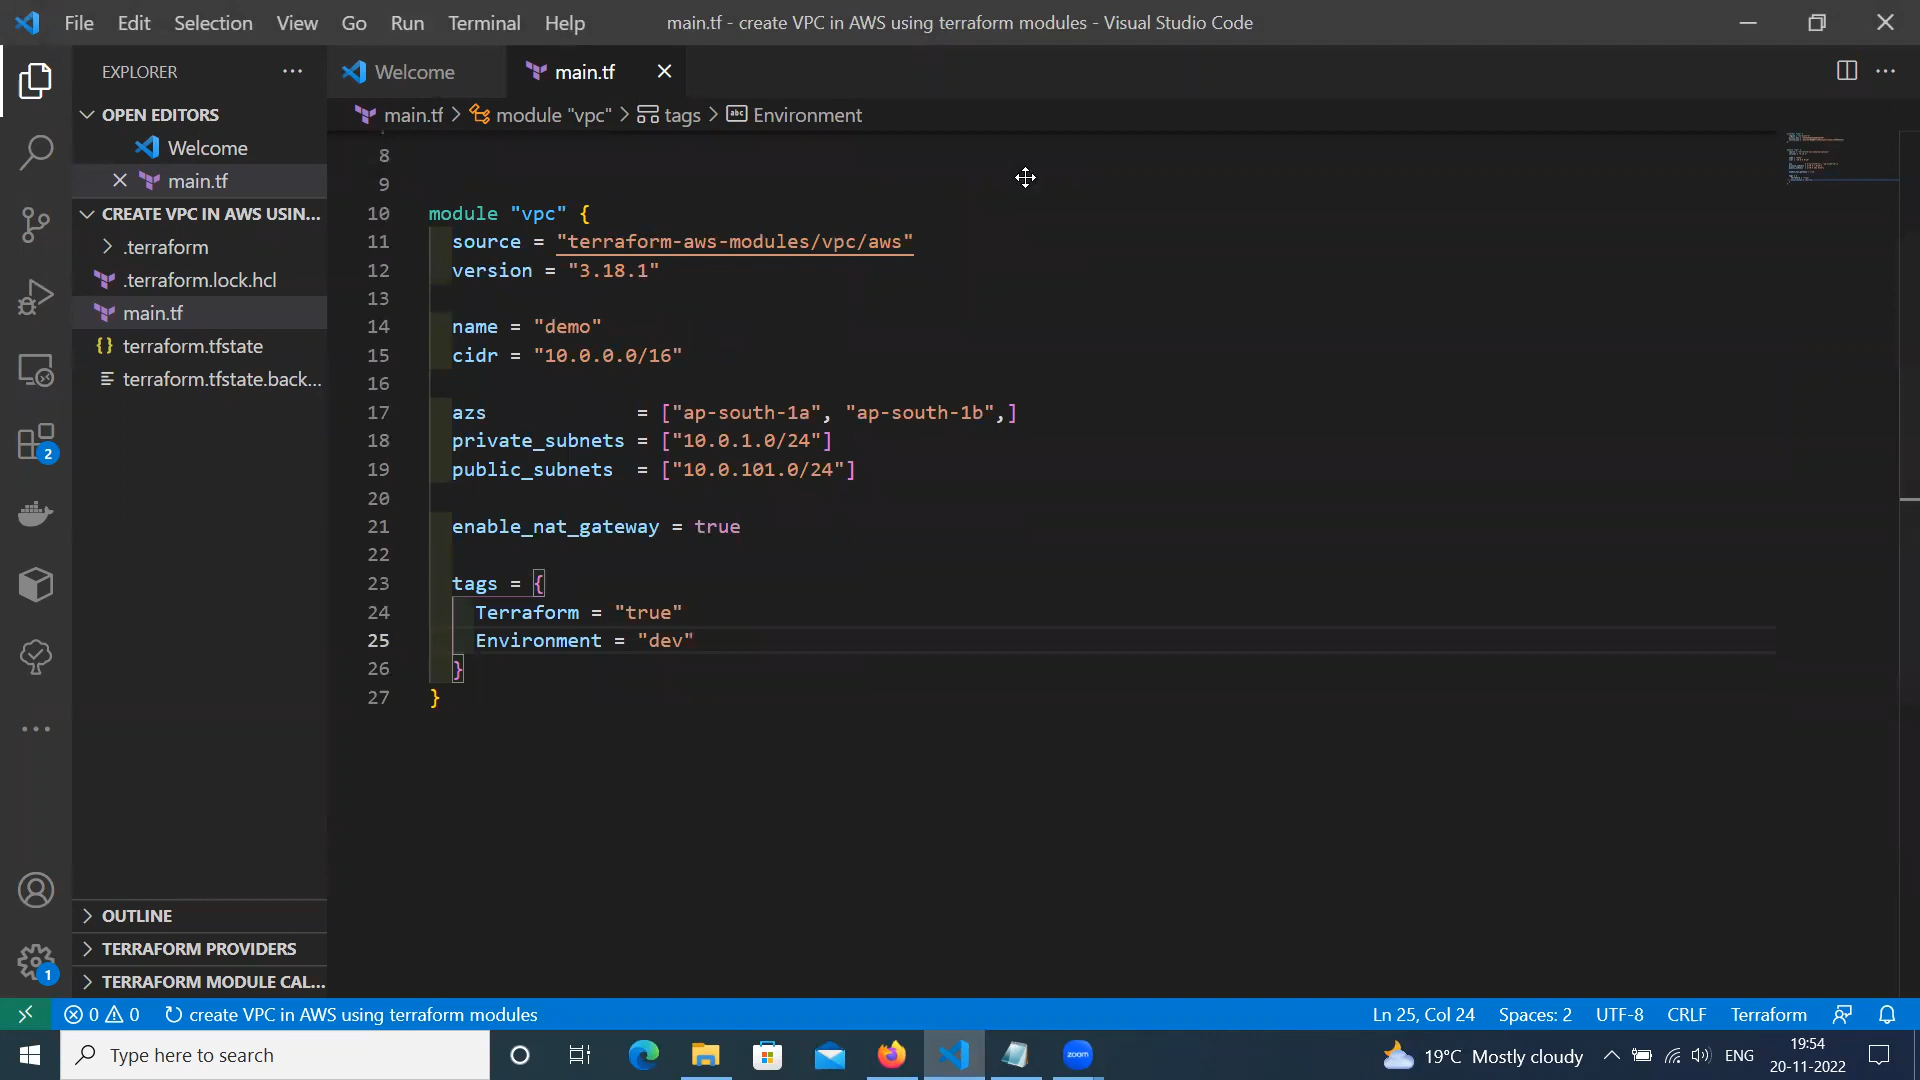 File Edit Selection View Go Run Terminal Help
main.tf - create VPC in AWS using terraform modules - Visual Studio Code
EXPLORER
OPEN EDITORS
Welcome
main.tf
CREATE VPC IN AWS USIN...
.terraform
.terraform.lock.hcl
main.tf
terraform.tfstate
terraform.tfstate.back...
OUTLINE
TERRAFORM PROVIDERS
TERRAFORM MODULE CAL...
2
1
Welcome main.tf
main.tf > module "vpc" > tags > abc Environment
8
9
10 module "vpc" {
11 source = "terraform-aws-modules/vpc/aws"
12 version = "3.18.1"
13
14 name = "demo"
15 cidr = "10.0.0.0/16"
16
17 azs = ["ap-south-1a", "ap-south-1b",]
18 private_subnets = ["10.0.1.0/24"]
19 public_subnets = ["10.0.101.0/24"]
20
21 enable_nat_gateway = true
22
23 tags = {
24 Terraform = "true"
25 Environment = "dev"
26 }
27 }
0 0 create VPC in AWS using terraform modules
Ln 25, Col 24 Spaces: 2 UTF-8 CRLF Terraform
Type here to search
zoom
19°C Mostly cloudy
ENG
19:54
20-11-2022